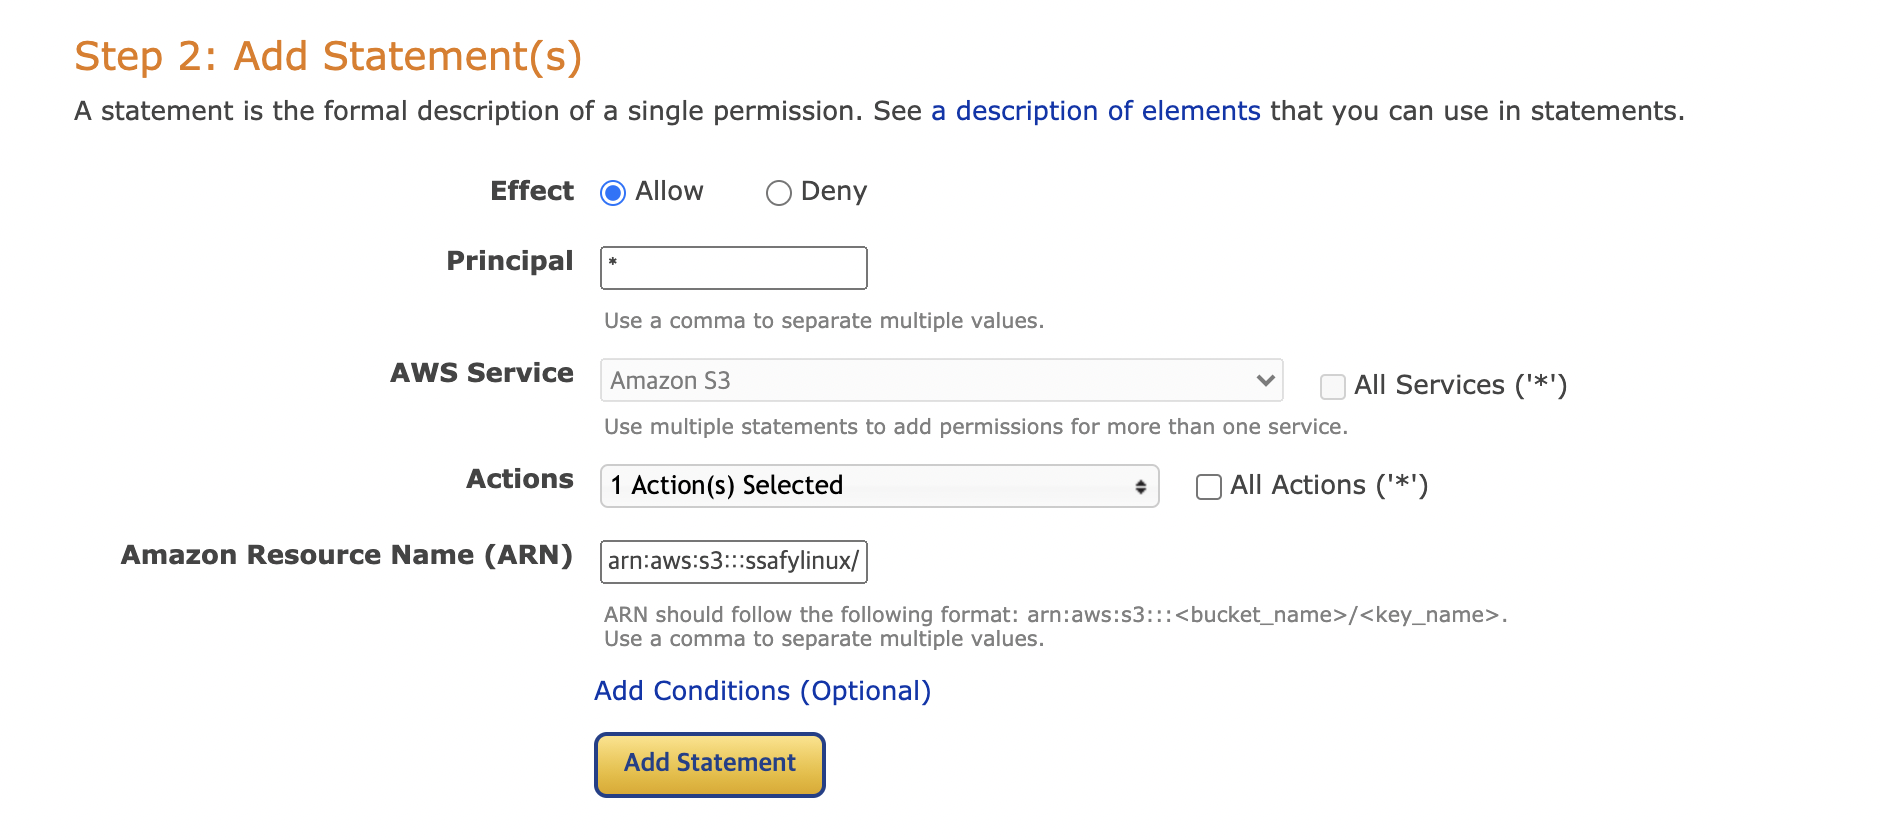 Step 2: Add Statement(s)
A statement is the formal description of a single permission. See a description of elements that you can use in statements.
Effect Allow Deny
Principal *
Use a comma to separate multiple values.
AWS Service Amazon S3 All Services ('*')
Use multiple statements to add permissions for more than one service.
Actions 1 Action(s) Selected All Actions ('*')
Amazon Resource Name (ARN) arn:aws:s3:::ssafylinux/
ARN should follow the following format: arn:aws:s3:::<bucket_name>/<key_name>.
Use a comma to separate multiple values.
Add Conditions (Optional)
Add Statement